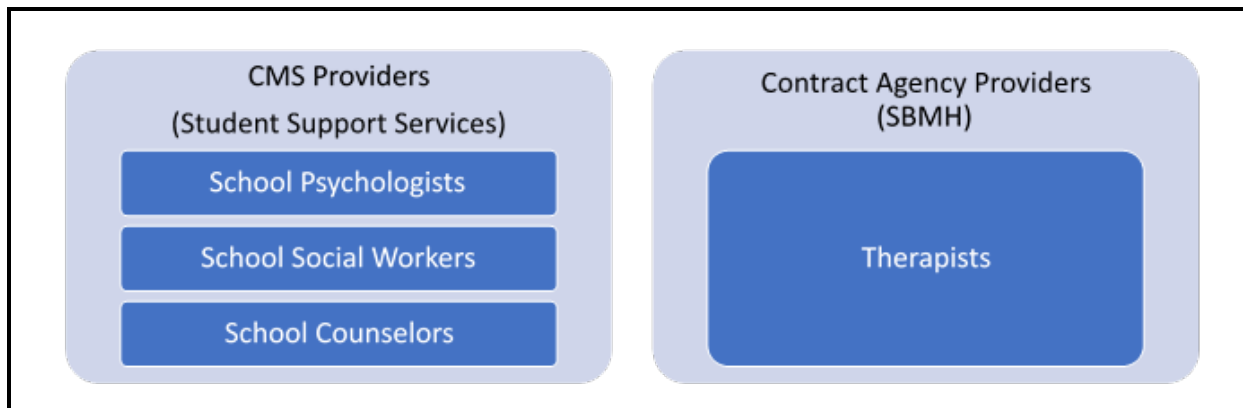 CMS Providers
(Student Support Services)
School Psychologists
School Social Workers
School Counselors
Contract Agency Providers
(SBMH)
Therapists